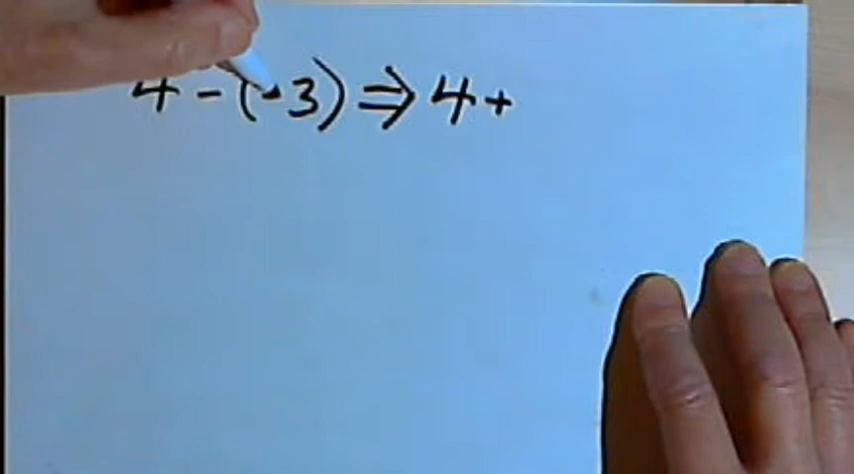 4 - (-3) ⇒ 4 +